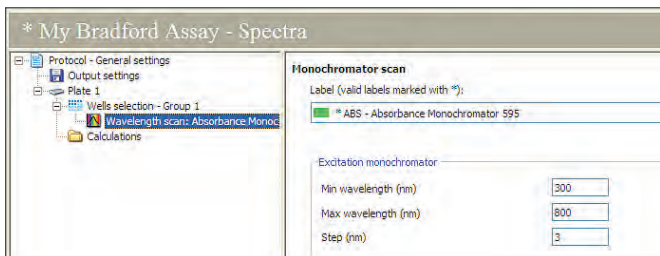 * My Bradford Assay - Spectra
Protocol - General settings
Output settings
Plate 1
Wells selection - Group 1
Wavelength scan: Absorbance Monoc
Calculations
Monochromator scan
Label (valid labels marked with *):
* ABS - Absorbance Monochromator 595
Excitation monochromator
Min wavelength (nm) 300
Max wavelength (nm) 800
Step (nm) 3